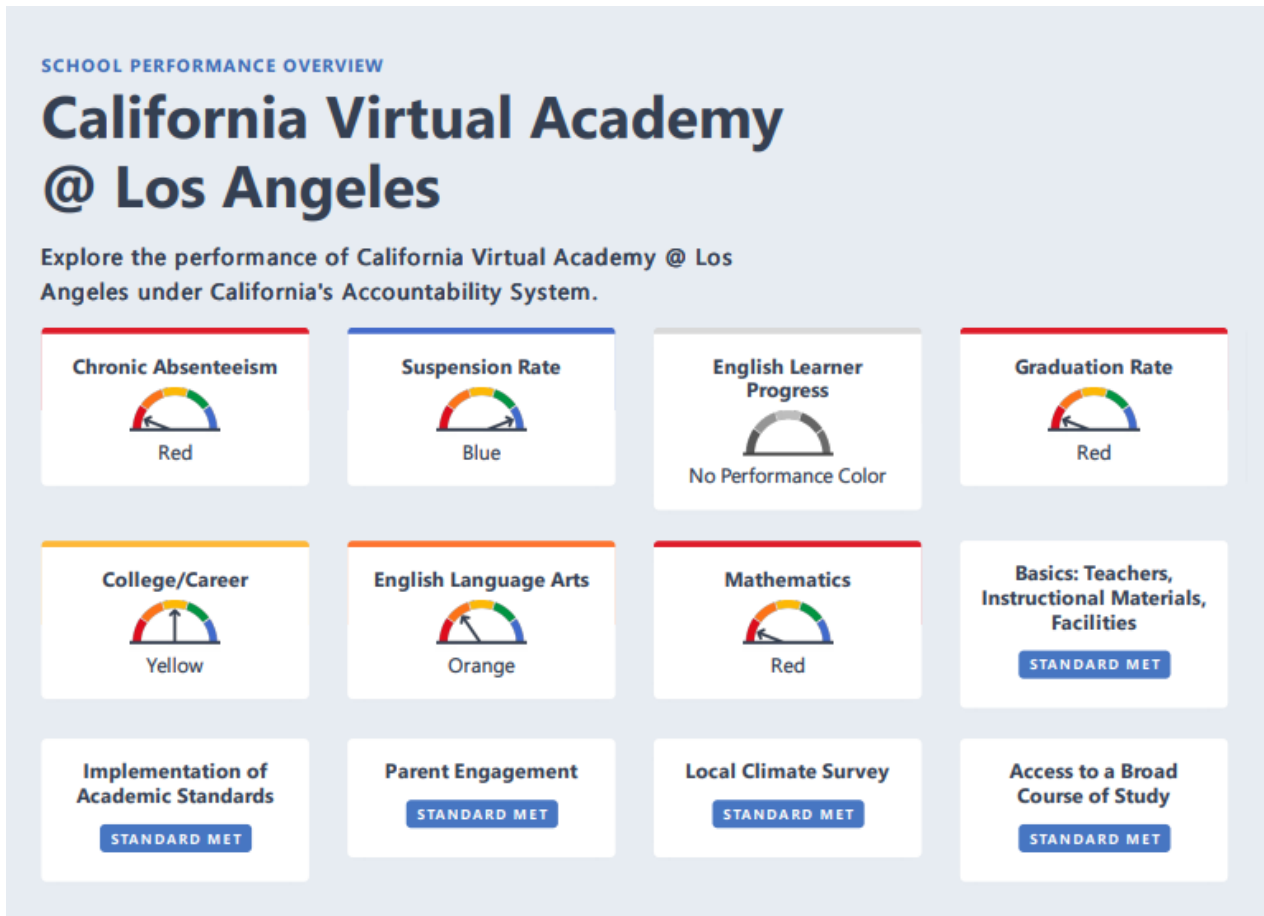 SCHOOL PERFORMANCE OVERVIEW
California Virtual Academy
@ Los Angeles
Explore the performance of California Virtual Academy @ Los
Angeles under California's Accountability System.
Chronic Absenteeism
Red
Suspension Rate
Blue
English Learner
Progress
No Performance Color
Graduation Rate
Red
College/Career
Yellow
English Language Arts
Orange
Mathematics
Red
Basics: Teachers,
Instructional Materials,
Facilities
STANDARD MET
Implementation of
Academic Standards
STANDARD MET
Parent Engagement
STANDARD MET
Local Climate Survey
STANDARD MET
Access to a Broad
Course of Study
STANDARD MET